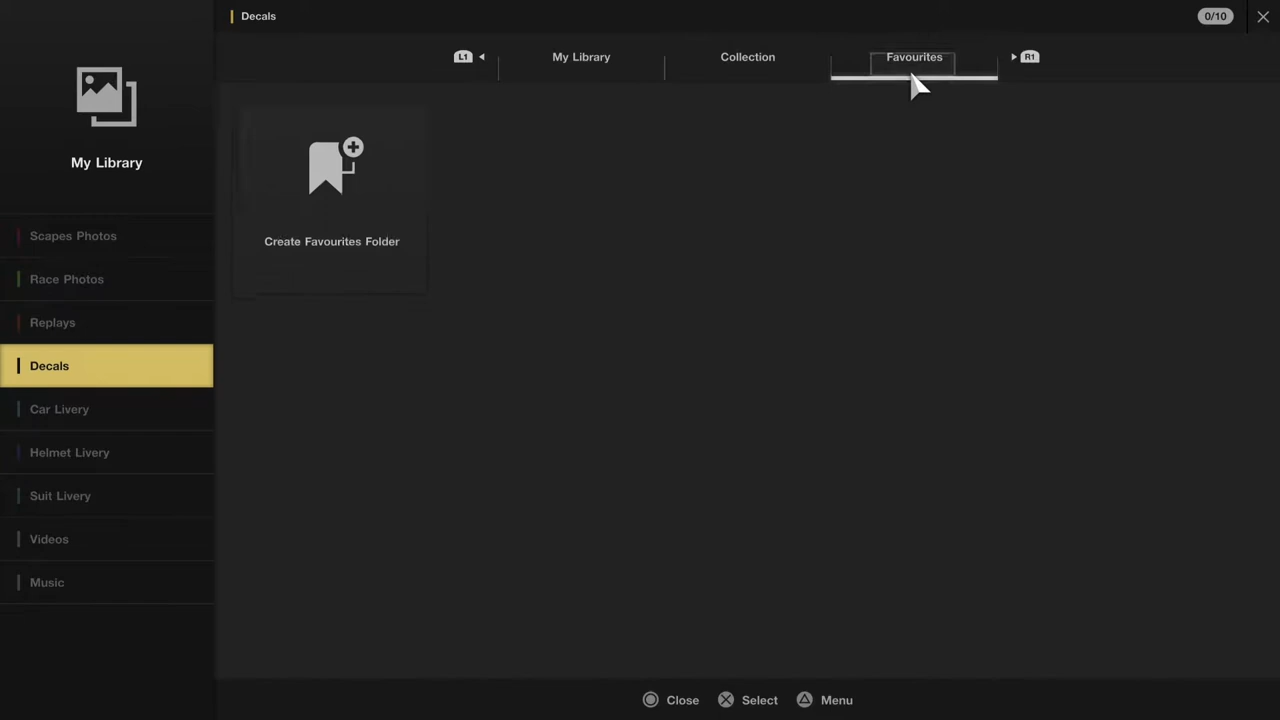 Decals
0/10
L1
My Library
Collection
Favourites
R1
My Library
Create Favourites Folder
Scapes Photos
Race Photos
Replays
Decals
Car Livery
Helmet Livery
Suit Livery
Videos
Music
Close
Select
Menu